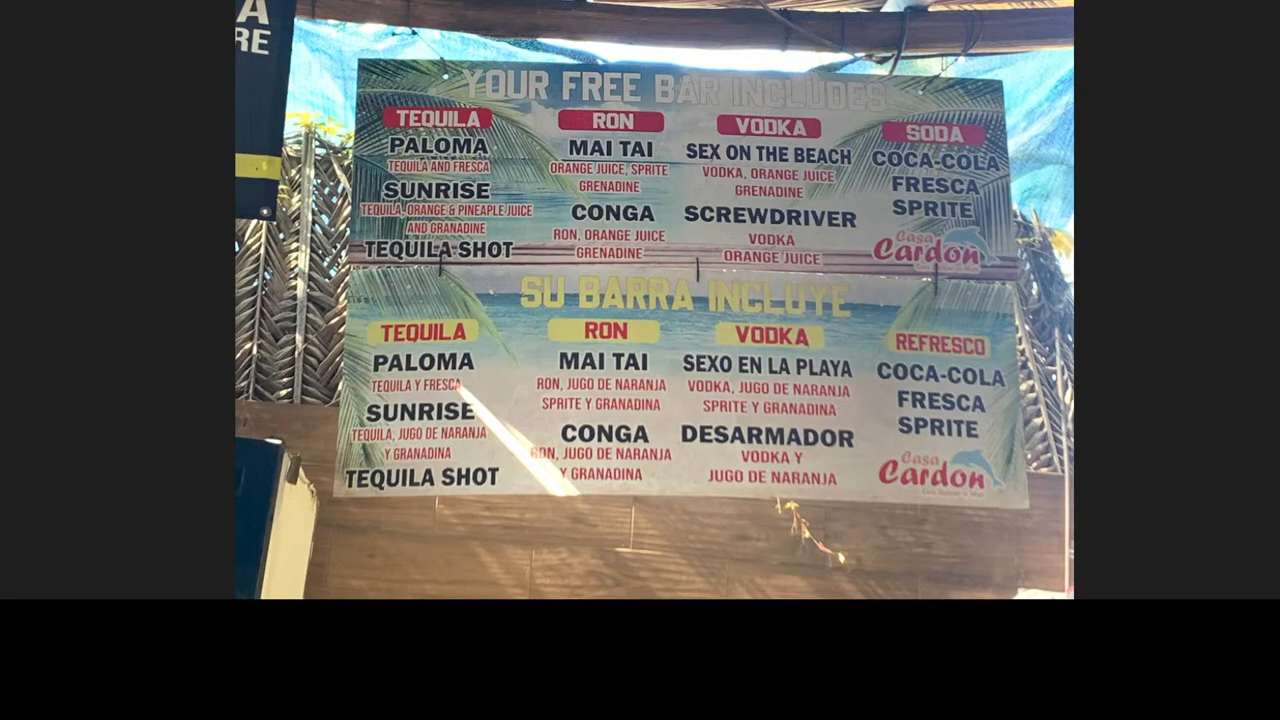 A
RE
YOUR FREE BAR INCLUDES
TEQUILA
PALOMA
TEQUILA AND FRESCA
SUNRISE
TEQUILA, ORANGE & PINEAPLE JUICE
AND GRANADINE
TEQUILA SHOT
RON
MAI TAI
ORANGE JUICE, SPRITE
GRENADINE
CONGA
RON, ORANGE JUICE
GRENADINE
VODKA
SEX ON THE BEACH
VODKA, ORANGE JUICE
GRENADINE
SCREWDRIVER
VODKA
ORANGE JUICE
SODA
COCA-COLA
FRESCA
SPRITE
Casa
Cardon
SU BARRA INCLUYE
TEQUILA
PALOMA
TEQUILA Y FRESCA
SUNRISE
TEQUILA, JUGO DE NARANJA
Y GRANADINA
TEQUILA SHOT
RON
MAI TAI
RON, JUGO DE NARANJA
SPRITE Y GRANADINA
CONGA
RON, JUGO DE NARANJA
Y GRANADINA
VODKA
SEXO EN LA PLAYA
VODKA, JUGO DE NARANJA
SPRITE Y GRANADINA
DESARMADOR
VODKA Y
JUGO DE NARANJA
REFRESCO
COCA-COLA
FRESCA
SPRITE
Casa
Cardon